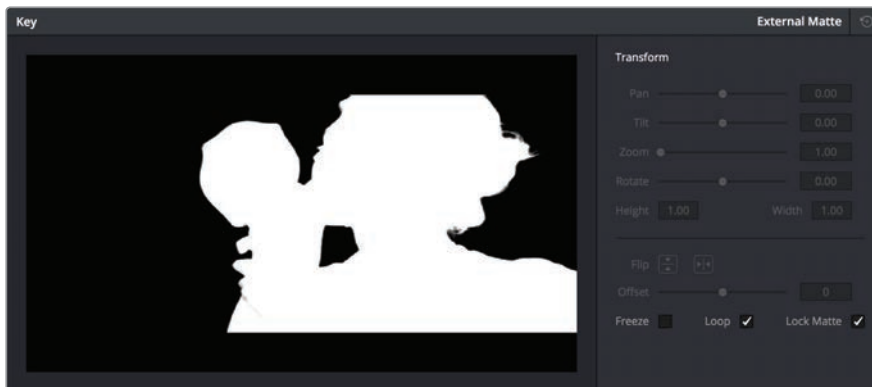 Key External Matte
Transform
Pan 0.00
Tilt 0.00
Zoom 1.00
Rotate 0.00
Height 1.00 Width 1.00
Flip
Offset 0
Freeze Loop Lock Matte